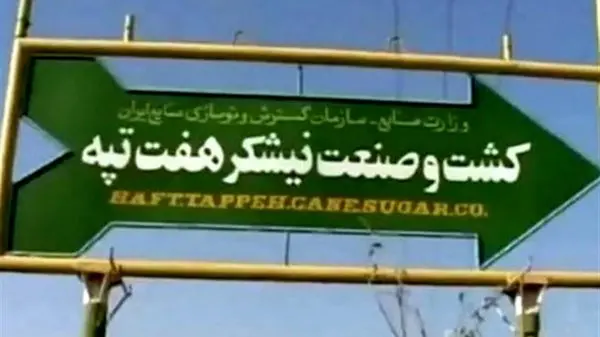 وزارت صنایع - سازمان گسترش و نوسازی صنایع ایران
کشت و صنعت نیشکر هفت تپه
HAFT.TAPPEH.CANE.SUGAR.CO.